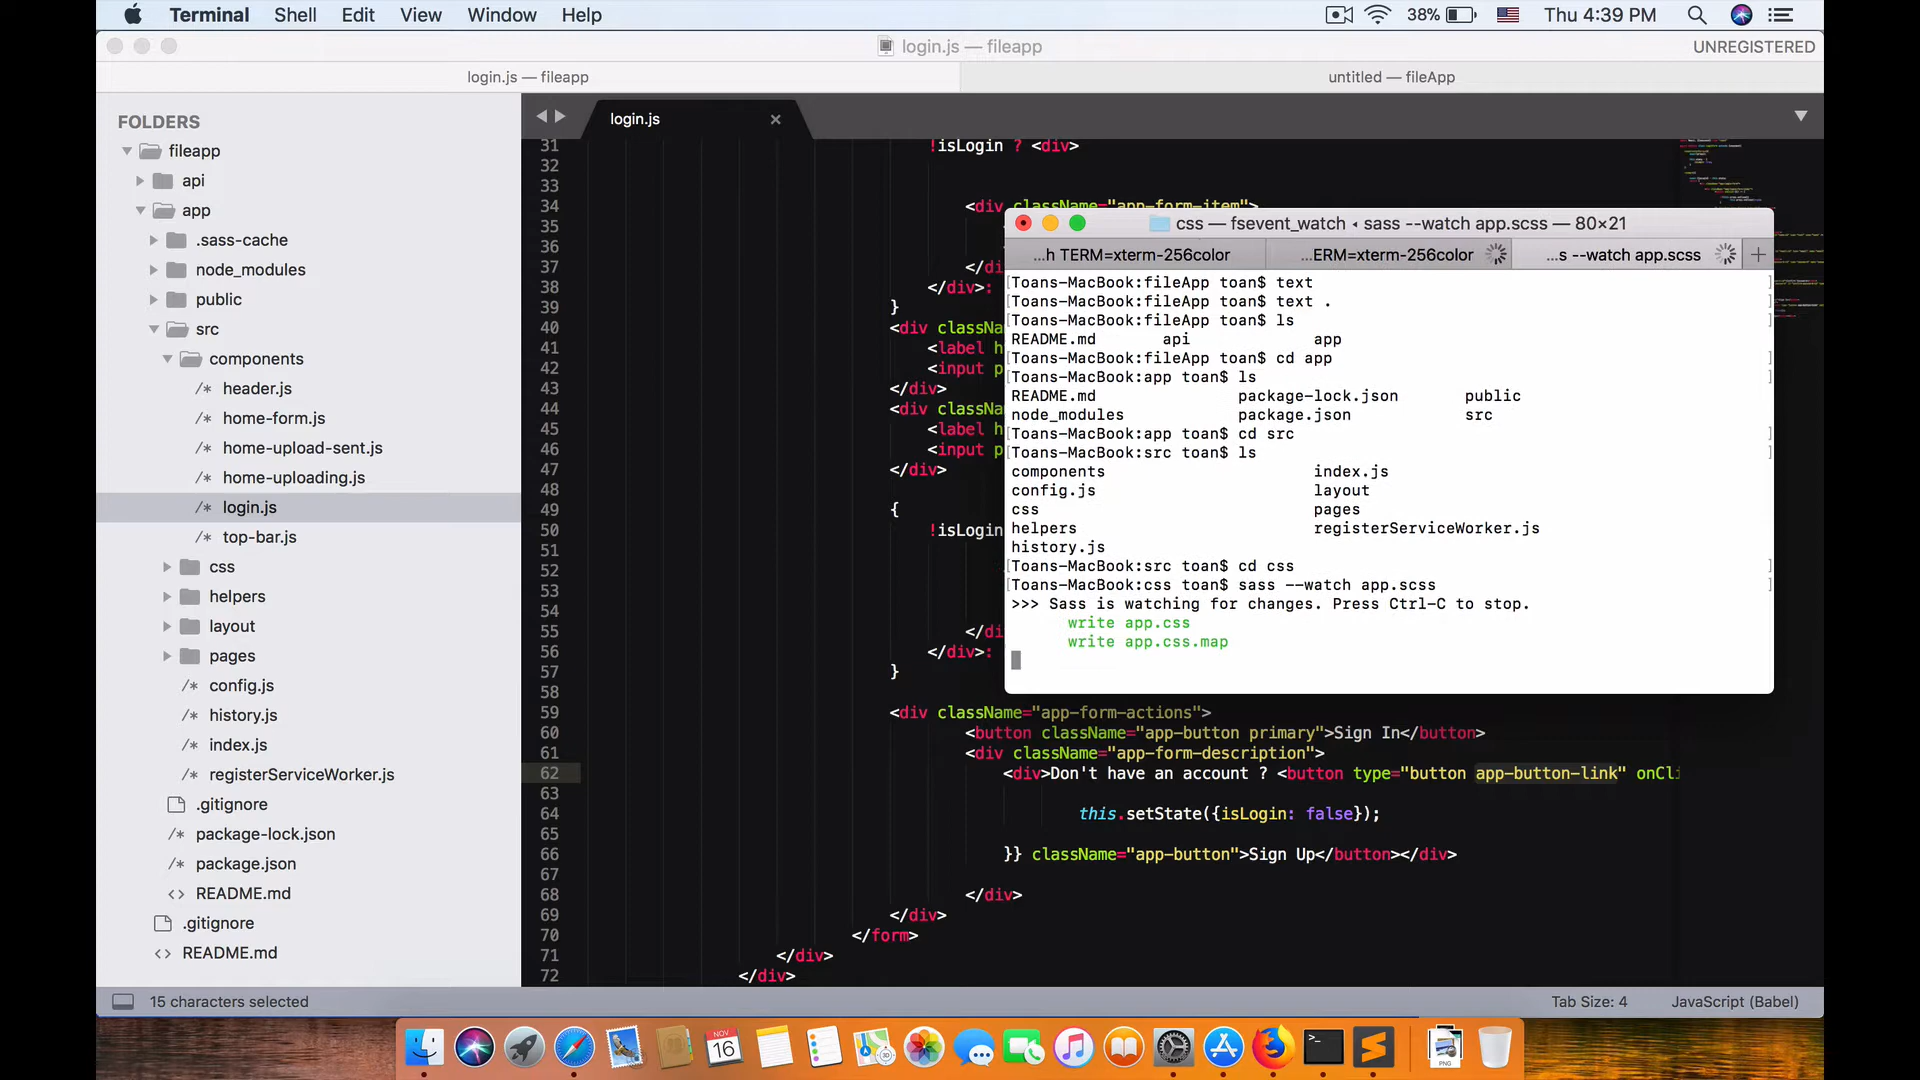 Terminal Shell Edit View Window Help 38% Thu 4:39 PM
login.js — fileapp UNREGISTERED
login.js — fileapp untitled — fileApp
FOLDERS
fileapp
api
app
.sass-cache
node_modules
public
src
components
/* header.js
/* home-form.js
/* home-upload-sent.js
/* home-uploading.js
/* login.js
/* top-bar.js
css
helpers
layout
pages
/* config.js
/* history.js
/* index.js
/* registerServiceWorker.js
.gitignore
/* package-lock.json
/* package.json
<> README.md
.gitignore
<> README.md
login.js ×
31 !isLogin ? <div>
32
33
34 <div className="app-form-item">
35
36
37 </di
38 </div>:
39 }
40 <div classNa
41 <label h
42 <input p
43 </div>
44 <div classNa
45 <label h
46 <input p
47 </div>
48
49 {
50 !isLogin
51
52
53
54
55 </di
56 </div>:
57 }
58
59 <div className="app-form-actions">
60 <button className="app-button primary">Sign In</button>
61 <div className="app-form-description">
62 <div>Don't have an account ? <button type="button app-button-link" onCli
63
64 this.setState({isLogin: false});
65
66 }} className="app-button">Sign Up</button></div>
67
68 </div>
69 </div>
70 </form>
71 </div>
72 </div>
css — fsevent_watch ◂ sass --watch app.scss — 80×21
...h TERM=xterm-256color ...ERM=xterm-256color ...s --watch app.scss +
[Toans-MacBook:fileApp toan$ text ]
[Toans-MacBook:fileApp toan$ text . ]
[Toans-MacBook:fileApp toan$ ls ]
README.md api app
[Toans-MacBook:fileApp toan$ cd app ]
[Toans-MacBook:app toan$ ls ]
README.md package-lock.json public
node_modules package.json src
[Toans-MacBook:app toan$ cd src ]
[Toans-MacBook:src toan$ ls ]
components index.js
config.js layout
css pages
helpers registerServiceWorker.js
history.js
[Toans-MacBook:src toan$ cd css ]
[Toans-MacBook:css toan$ sass --watch app.scss ]
>>> Sass is watching for changes. Press Ctrl-C to stop.
write app.css
write app.css.map
15 characters selected Tab Size: 4 JavaScript (Babel)
NOV
16
3D
>_
PNG